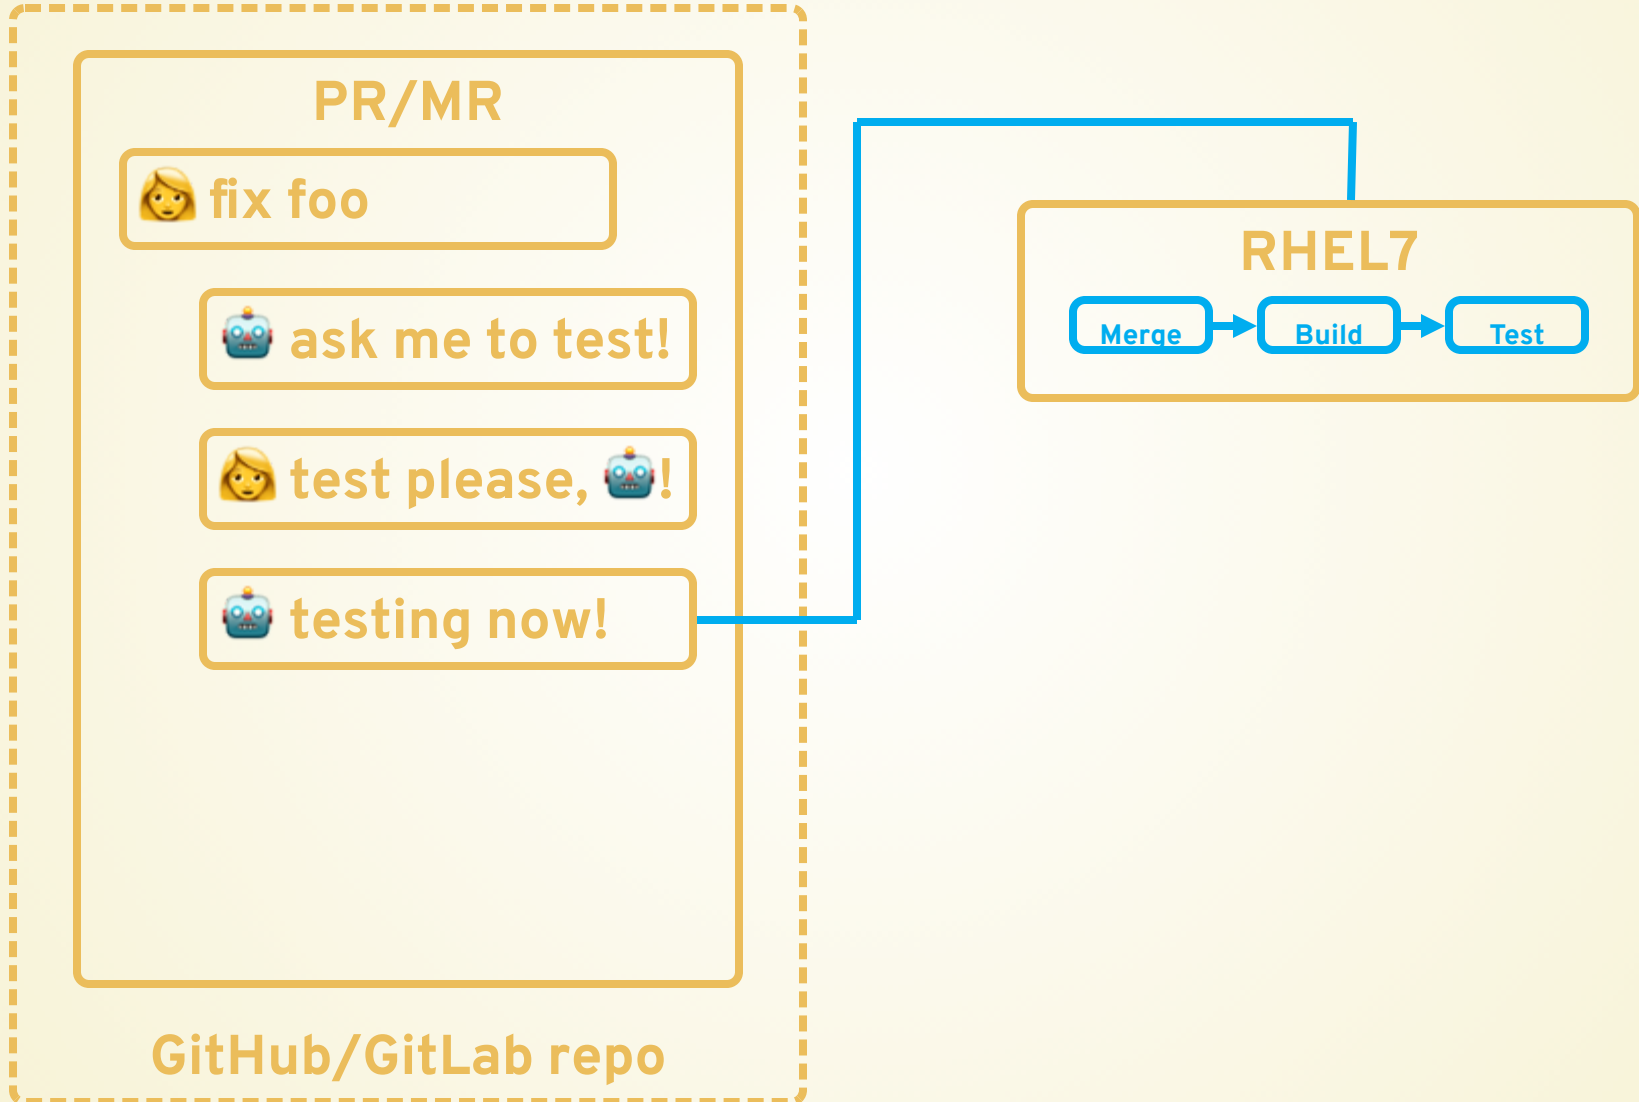 PR/MR
👩 fix foo
🤖 ask me to test!
👩 test please, 🤖!
🤖 testing now!
GitHub/GitLab repo
RHEL7
Merge
Build
Test